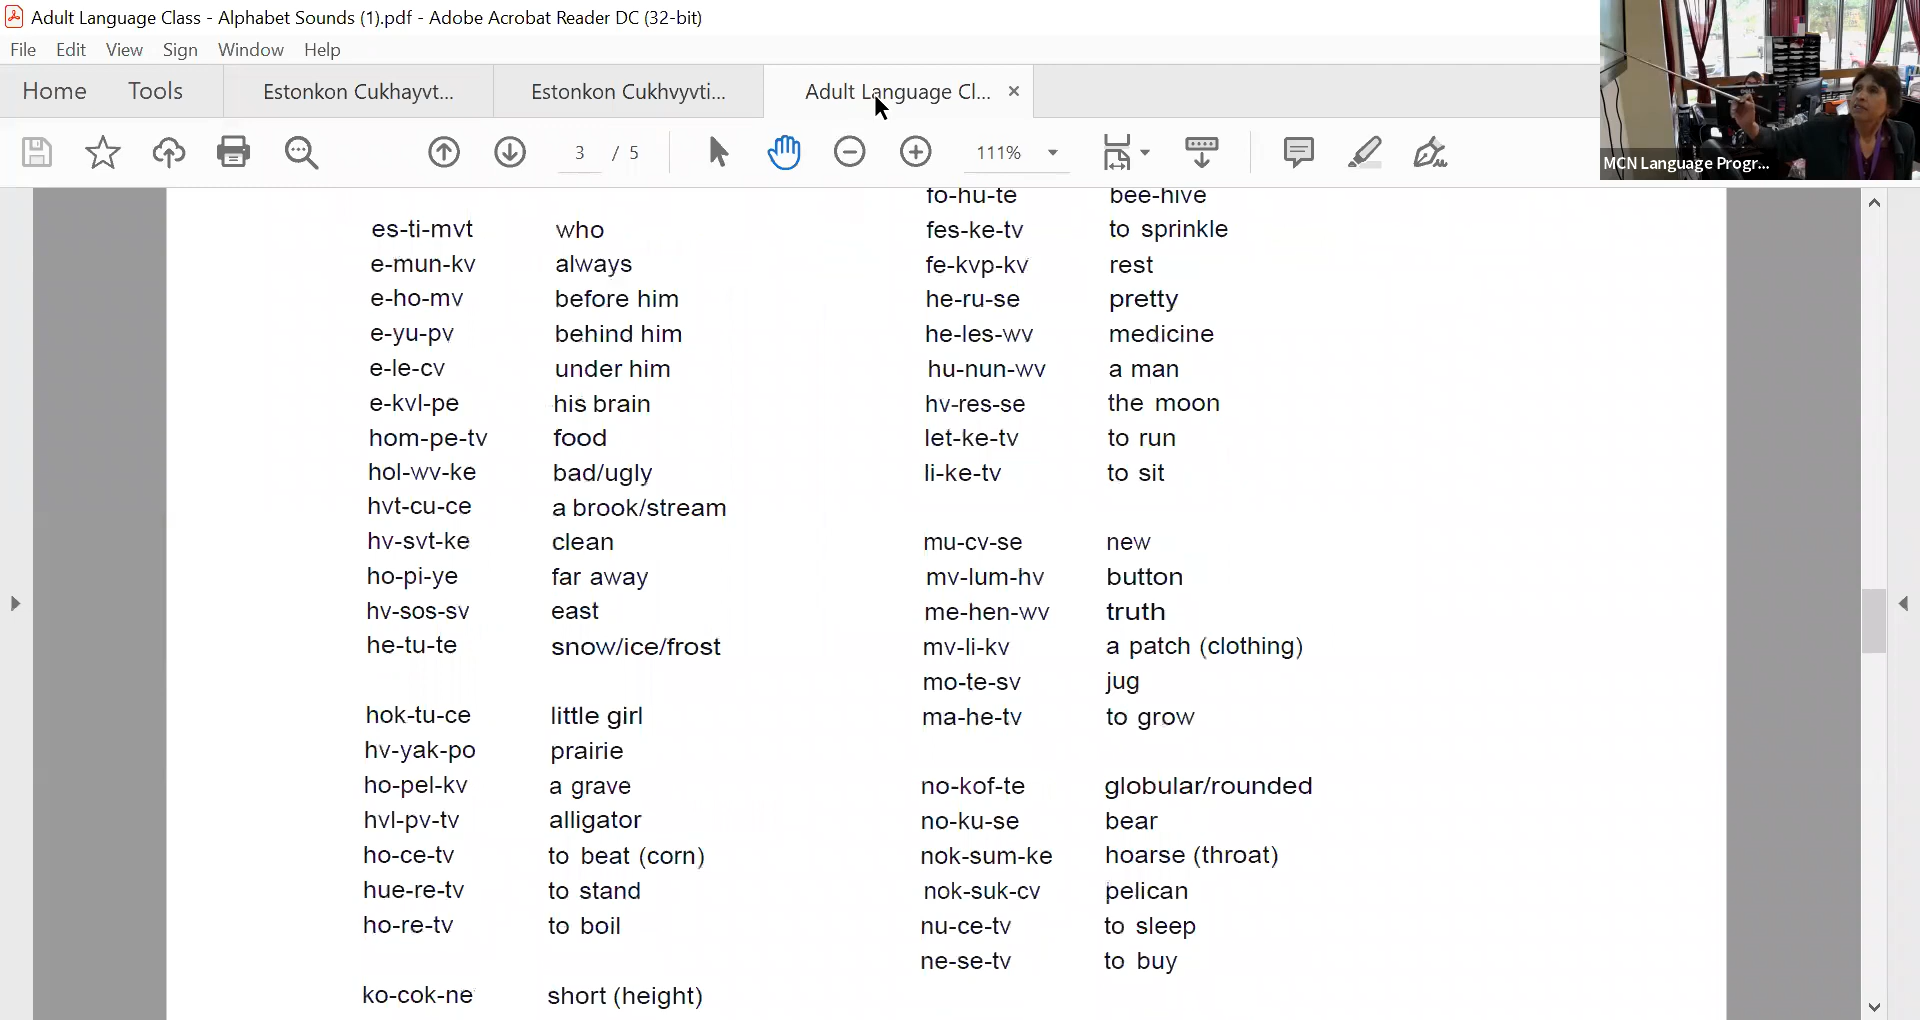 Adult Language Class - Alphabet Sounds (1).pdf - Adobe Acrobat Reader DC (32-bit)
File Edit View Sign Window Help
Home Tools Estonkon Cukhayvt... Estonkon Cukhvyvti... Adult Language Cl... ×
3 / 5 111%
MCN Language Progr...
DELL
fo-hu-te bee-hive
es-ti-mvt who
fes-ke-tv to sprinkle
e-mun-kv always
fe-kvp-kv rest
e-ho-mv before him
he-ru-se pretty
e-yu-pv behind him
he-les-wv medicine
e-le-cv under him
hu-nun-wv a man
e-kvl-pe his brain
hv-res-se the moon
hom-pe-tv food
let-ke-tv to run
hol-wv-ke bad/ugly
li-ke-tv to sit
hvt-cu-ce a brook/stream
hv-svt-ke clean
mu-cv-se new
ho-pi-ye far away
mv-lum-hv button
hv-sos-sv east
me-hen-wv truth
he-tu-te snow/ice/frost
mv-li-kv a patch (clothing)
mo-te-sv jug
hok-tu-ce little girl
ma-he-tv to grow
hv-yak-po prairie
ho-pel-kv a grave
no-kof-te globular/rounded
hvl-pv-tv alligator
no-ku-se bear
ho-ce-tv to beat (corn)
nok-sum-ke hoarse (throat)
hue-re-tv to stand
nok-suk-cv pelican
ho-re-tv to boil
nu-ce-tv to sleep
ne-se-tv to buy
ko-cok-ne short (height)